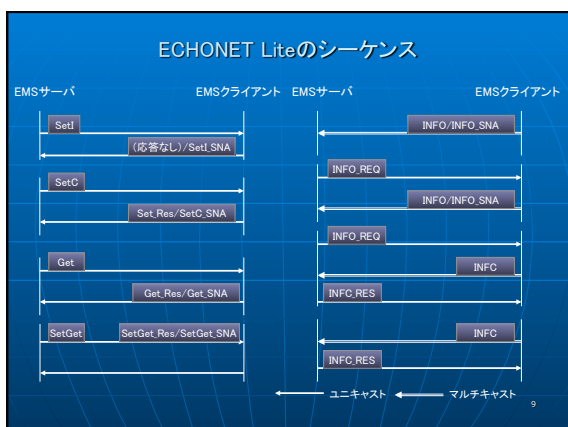 ECHONET Liteのシーケンス
EMSサーバ
EMSクライアント
SetI
(応答なし)/SetI_SNA
SetC
Set_Res/SetC_SNA
Get
Get_Res/Get_SNA
SetGet
SetGet_Res/SetGet_SNA
EMSサーバ
EMSクライアント
INFO/INFO_SNA
INFO_REQ
INFO/INFO_SNA
INFO_REQ
INFC
INFC_RES
INFC
INFC_RES
ユニキャスト
マルチキャスト
9